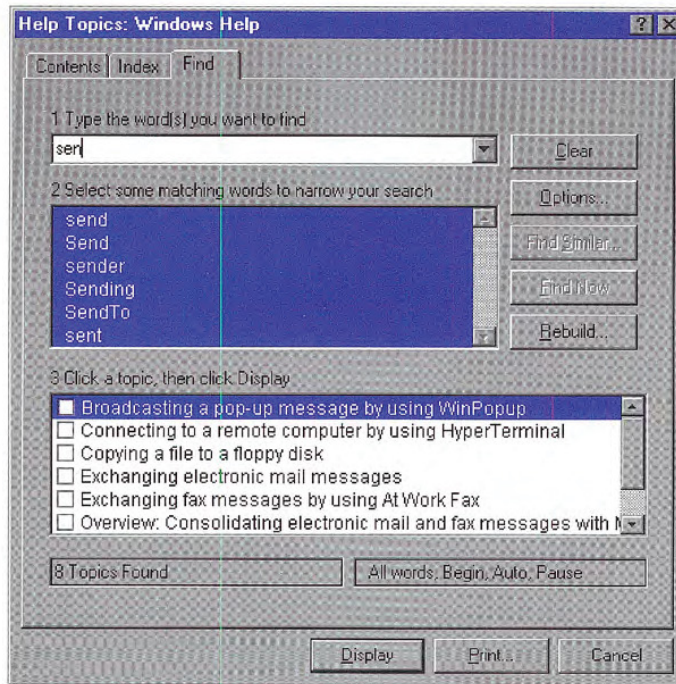 Help Topics: Windows Help
Contents Index Find
1 Type the word(s) you want to find
sen
Clear
2 Select some matching words to narrow your search
Options...
send
Send
sender
Sending
SendTo
sent
Find Similar...
Find Now
Rebuild...
3 Click a topic, then click Display
Broadcasting a pop-up message by using WinPopup
Connecting to a remote computer by using HyperTerminal
Copying a file to a floppy disk
Exchanging electronic mail messages
Exchanging fax messages by using At Work Fax
Overview: Consolidating electronic mail and fax messages with
8 Topics Found
All words, Begin, Auto, Pause
Display Print... Cancel